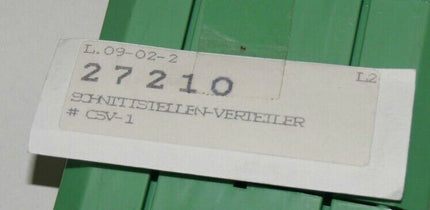 L.09-02-2 L2
27210
SCHNITTSTELLEN-VERTEILER
# CSV-1